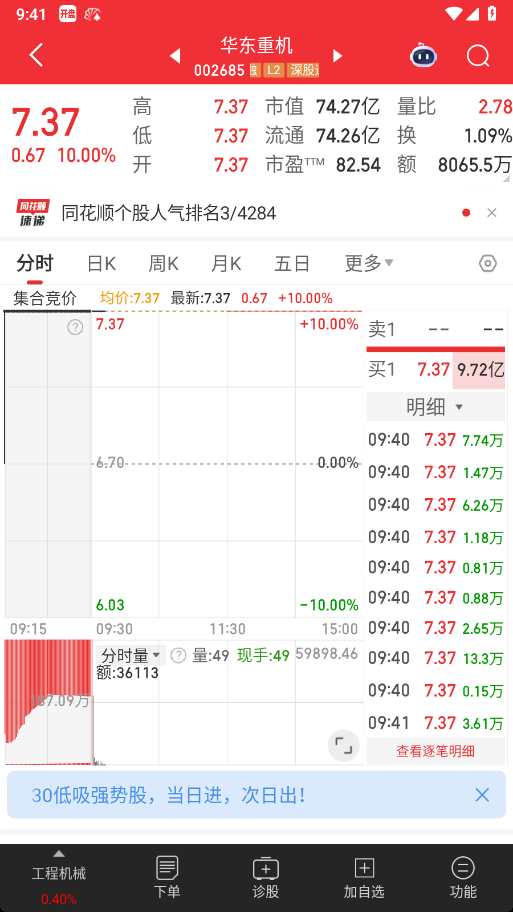 9:41 开盘
华东重机
002685 融 L2 深股通
7.37
0.67 10.00%
高 7.37 市值 74.27亿 量比 2.78
低 7.37 流通 74.26亿 换 1.09%
开 7.37 市盈TTM 82.54 额 8065.5万
同花顺 速递 同花顺个股人气排名3/4284
分时 日K 周K 月K 五日 更多
集合竞价 均价:7.37 最新:7.37 0.67 +10.00%
7.37 +10.00%
6.70 0.00%
6.03 -10.00%
09:15 09:30 11:30 15:00
分时量 量:49 现手:49 59898.46
额:36113
卖1 -- --
买1 7.37 9.72亿
明细
09:40 7.37 7.74万
09:40 7.37 1.47万
09:40 7.37 6.26万
09:40 7.37 1.18万
09:40 7.37 0.81万
09:40 7.37 0.88万
09:40 7.37 2.65万
09:40 7.37 13.3万
09:40 7.37 0.15万
09:41 7.37 3.61万
查看逐笔明细
30低吸强势股，当日进，次日出！
工程机械 下单 诊股 加自选 功能
0.40%